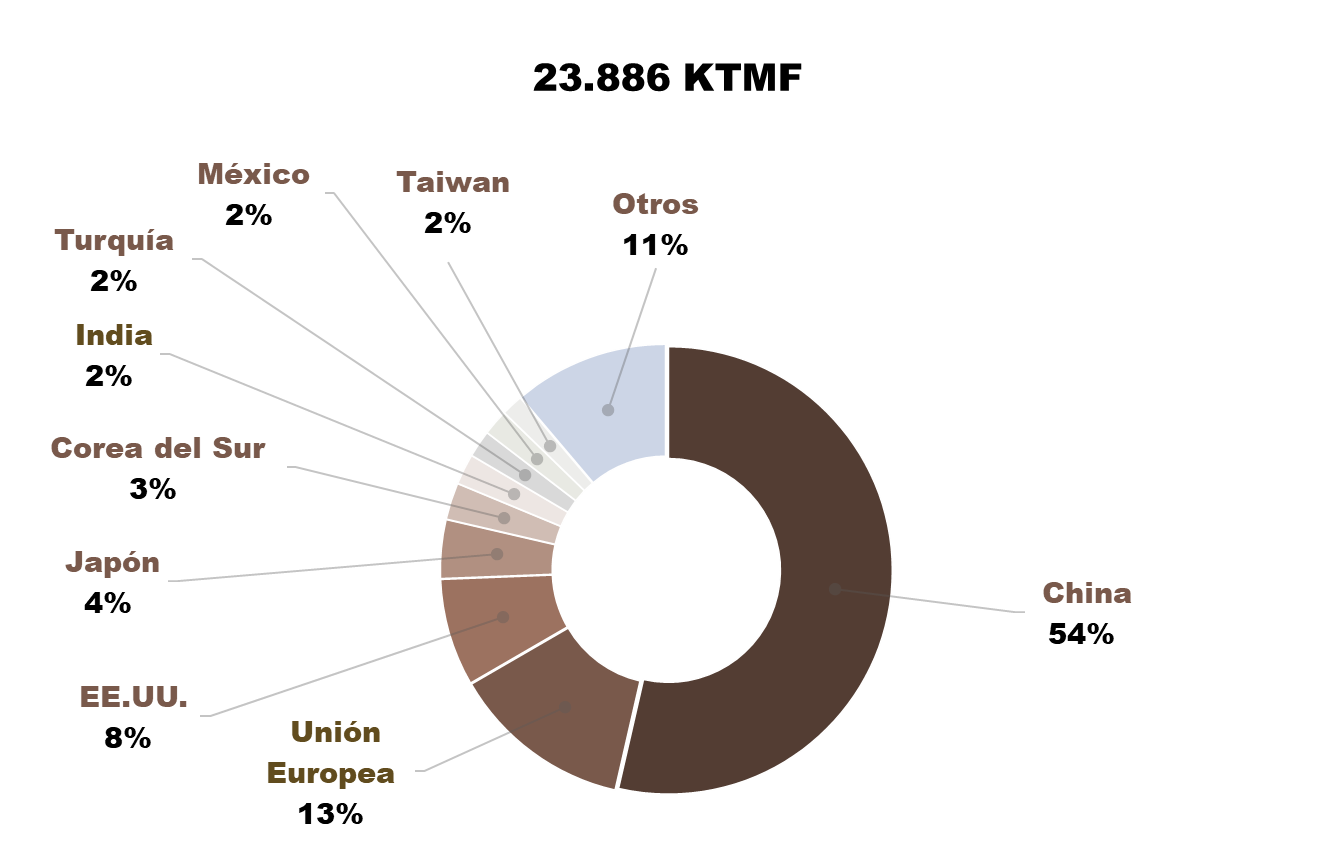 23.886 KTMF
México
2%
Taiwan
2%
Otros
11%
Turquía
2%
India
2%
Corea del Sur
3%
Japón
4%
China
54%
EE.UU.
8%
Unión
Europea
13%